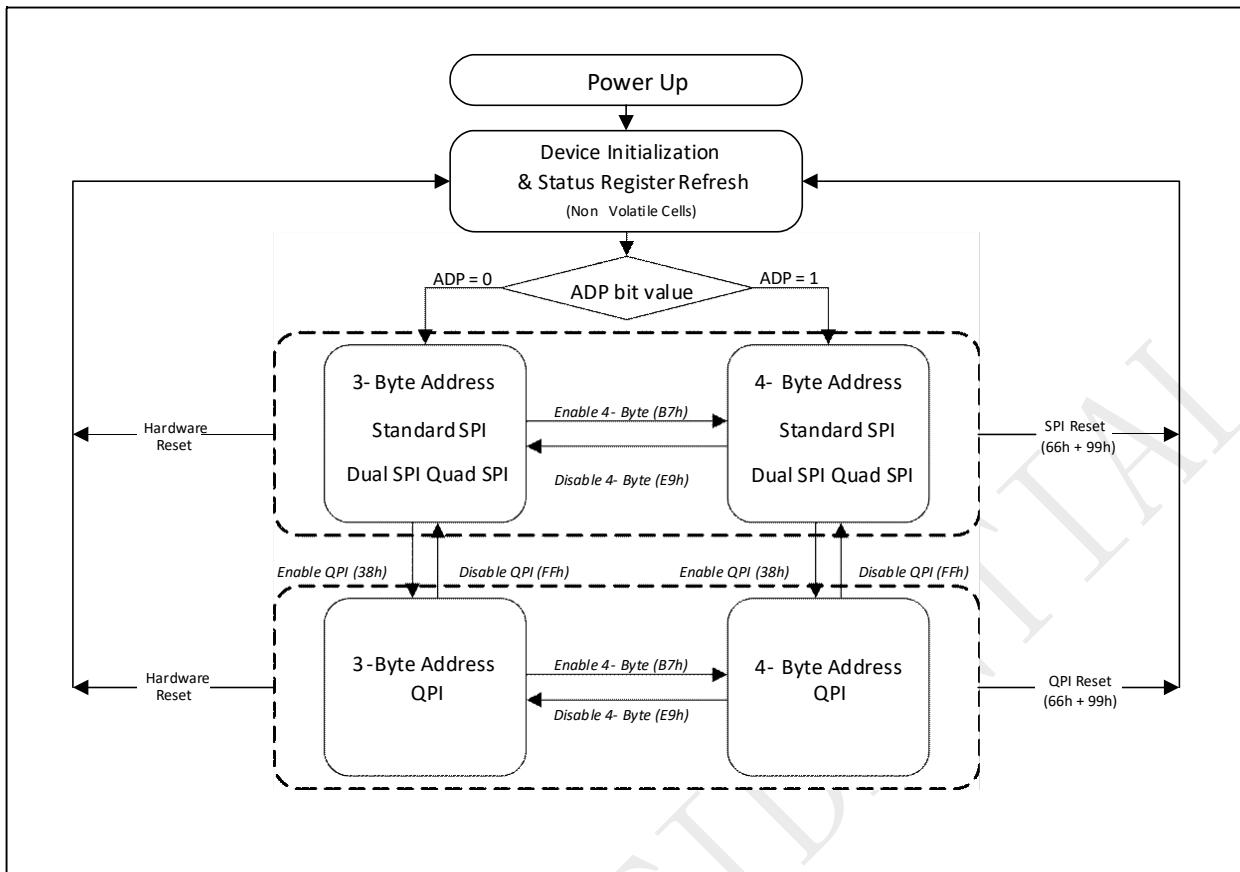 Power Up
Device Initialization
& Status Register Refresh
(Non Volatile Cells)
ADP = 0
ADP bit value
ADP = 1
3- Byte Address
Standard SPI
Dual SPI Quad SPI
Enable 4- Byte (B7h)
Disable 4- Byte (E9h)
4- Byte Address
Standard SPI
Dual SPI Quad SPI
Hardware
Reset
SPI Reset
(66h + 99h)
Enable QPI (38h)
Disable QPI (FFh)
Enable QPI (38h)
Disable QPI (FFh)
3-Byte Address
QPI
Enable 4- Byte (B7h)
Disable 4- Byte (E9h)
4- Byte Address
QPI
Hardware
Reset
QPI Reset
(66h + 99h)